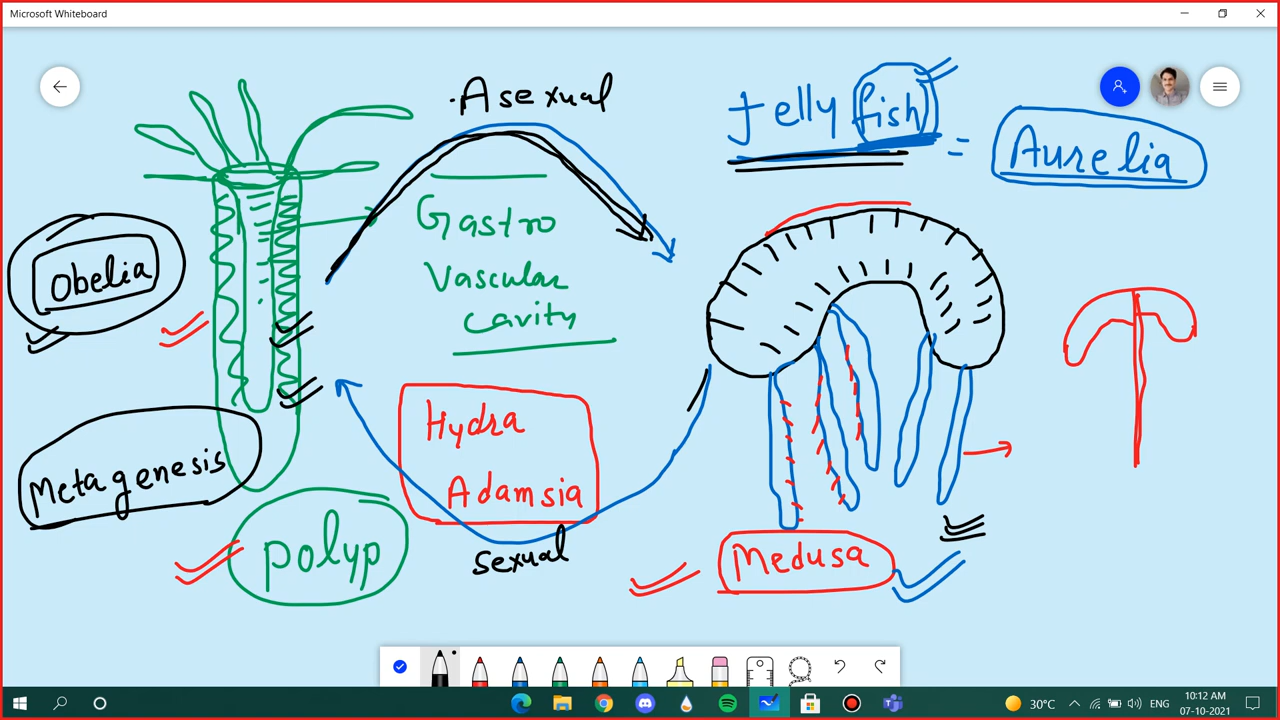 Microsoft Whiteboard
Asexual
Jelly fish = Aurelia
Gastro
Vascular
cavity
Obelia
Hydra
Adamsia
Metagenesis
polyp
sexual
Medusa
30°C
ENG
10:12 AM
07-10-2021